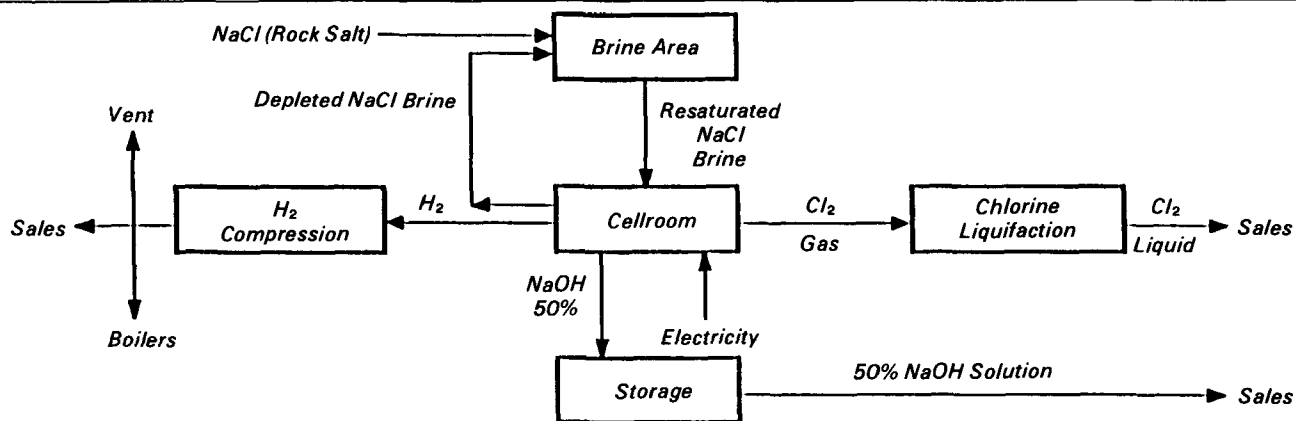 NaCl (Rock Salt)
Brine Area
Depleted NaCl Brine
Resaturated
NaCl
Brine
Vent
Sales
H₂
Compression
H₂
Cellroom
Cl₂
Gas
Chlorine
Liquifaction
Cl₂
Liquid
Sales
Boilers
NaOH
50%
Electricity
Storage
50% NaOH Solution
Sales